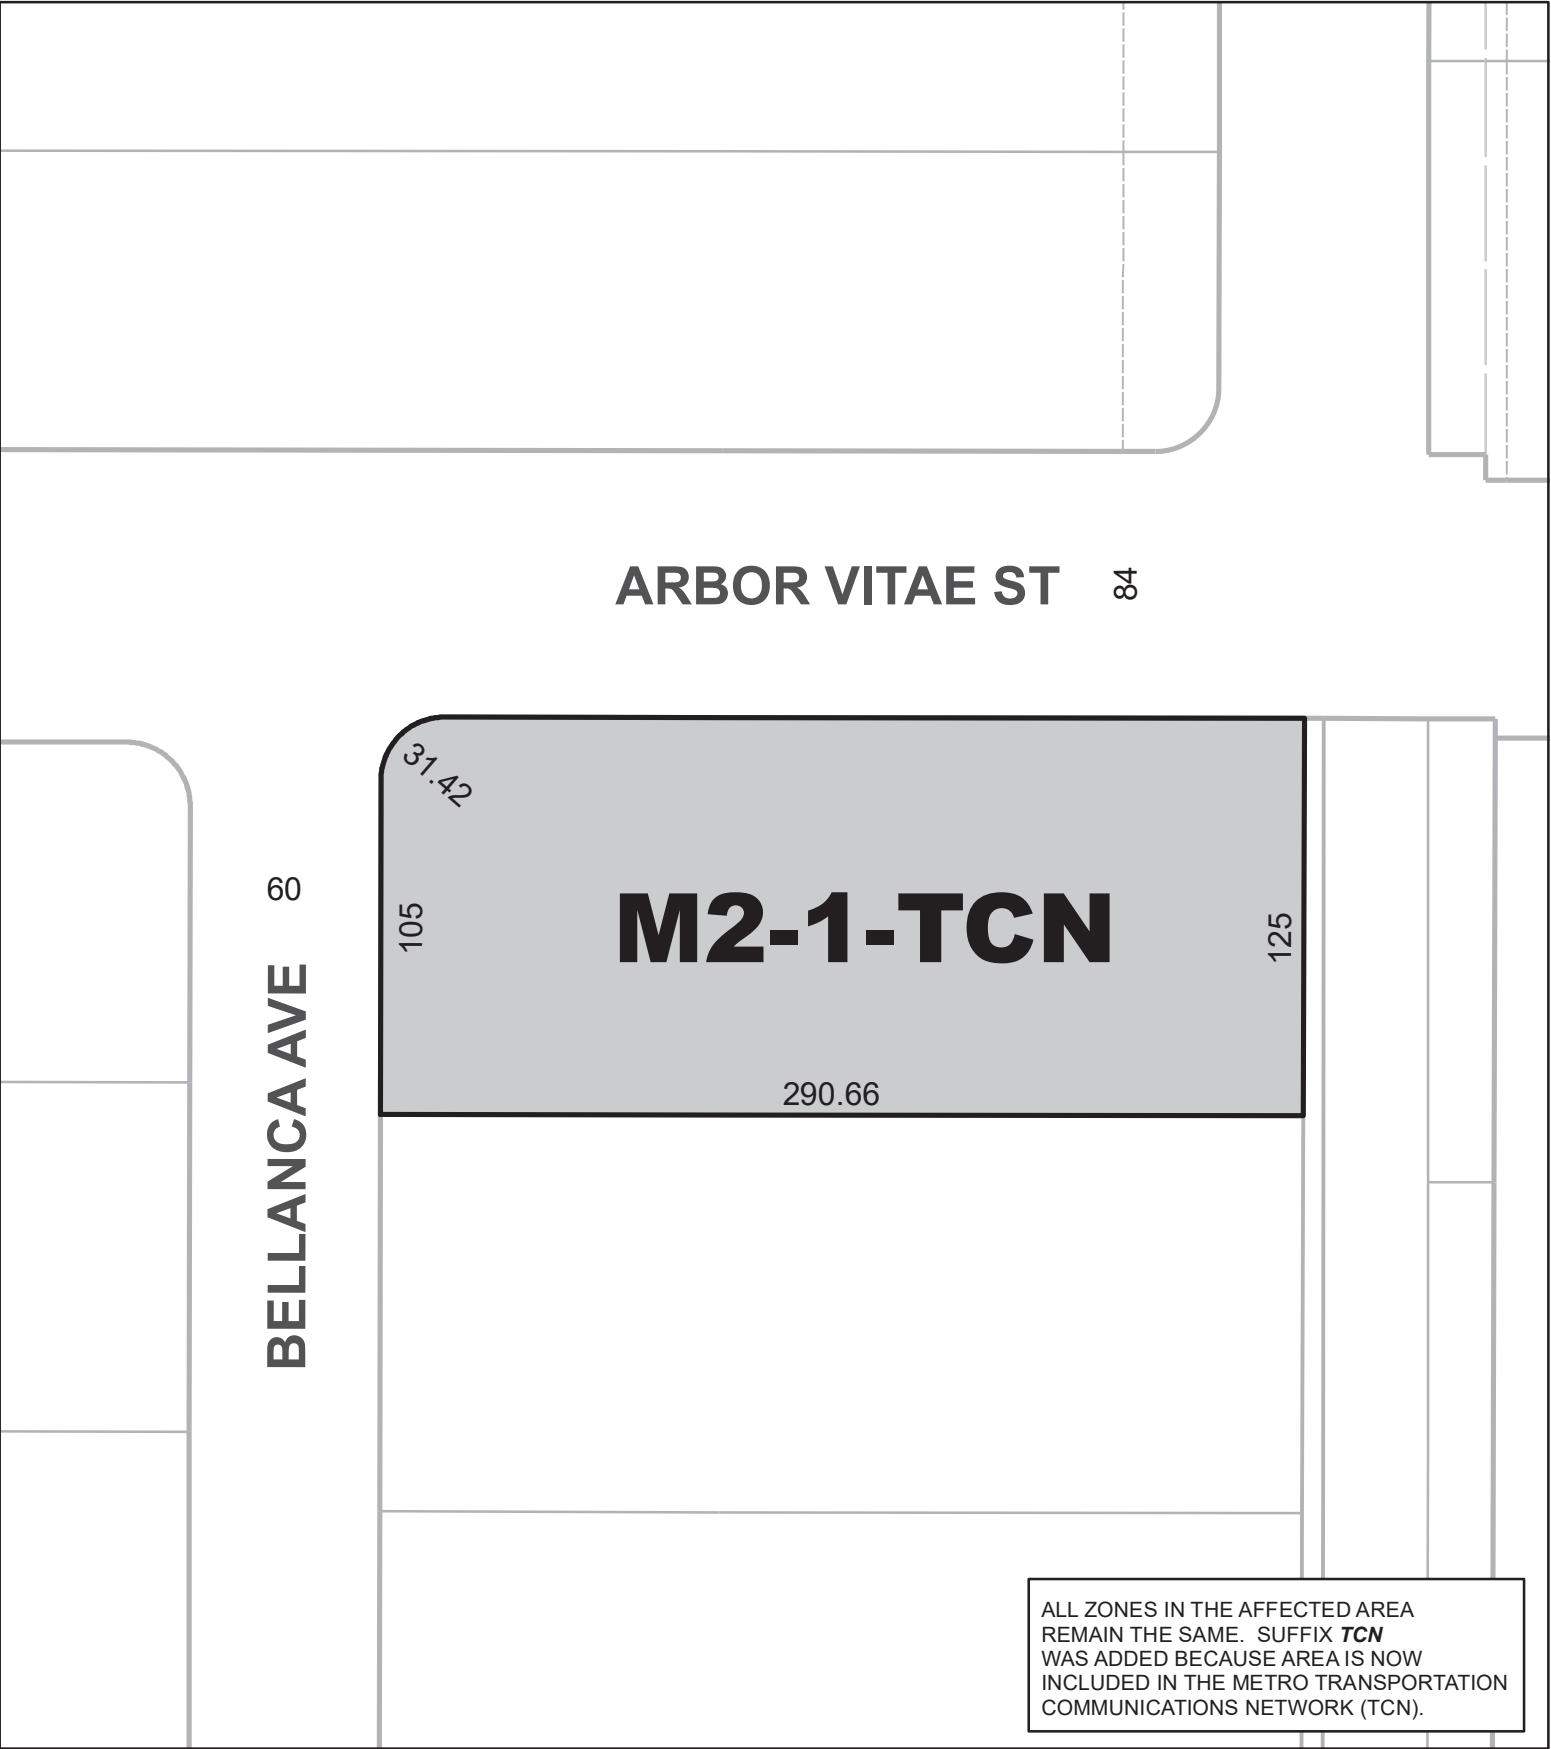 ARBOR VITAE ST 84
31.42
60
105
M2-1-TCN
125
BELLANCA AVE
290.66
ALL ZONES IN THE AFFECTED AREA
REMAIN THE SAME. SUFFIX TCN
WAS ADDED BECAUSE AREA IS NOW
INCLUDED IN THE METRO TRANSPORTATION
COMMUNICATIONS NETWORK (TCN).